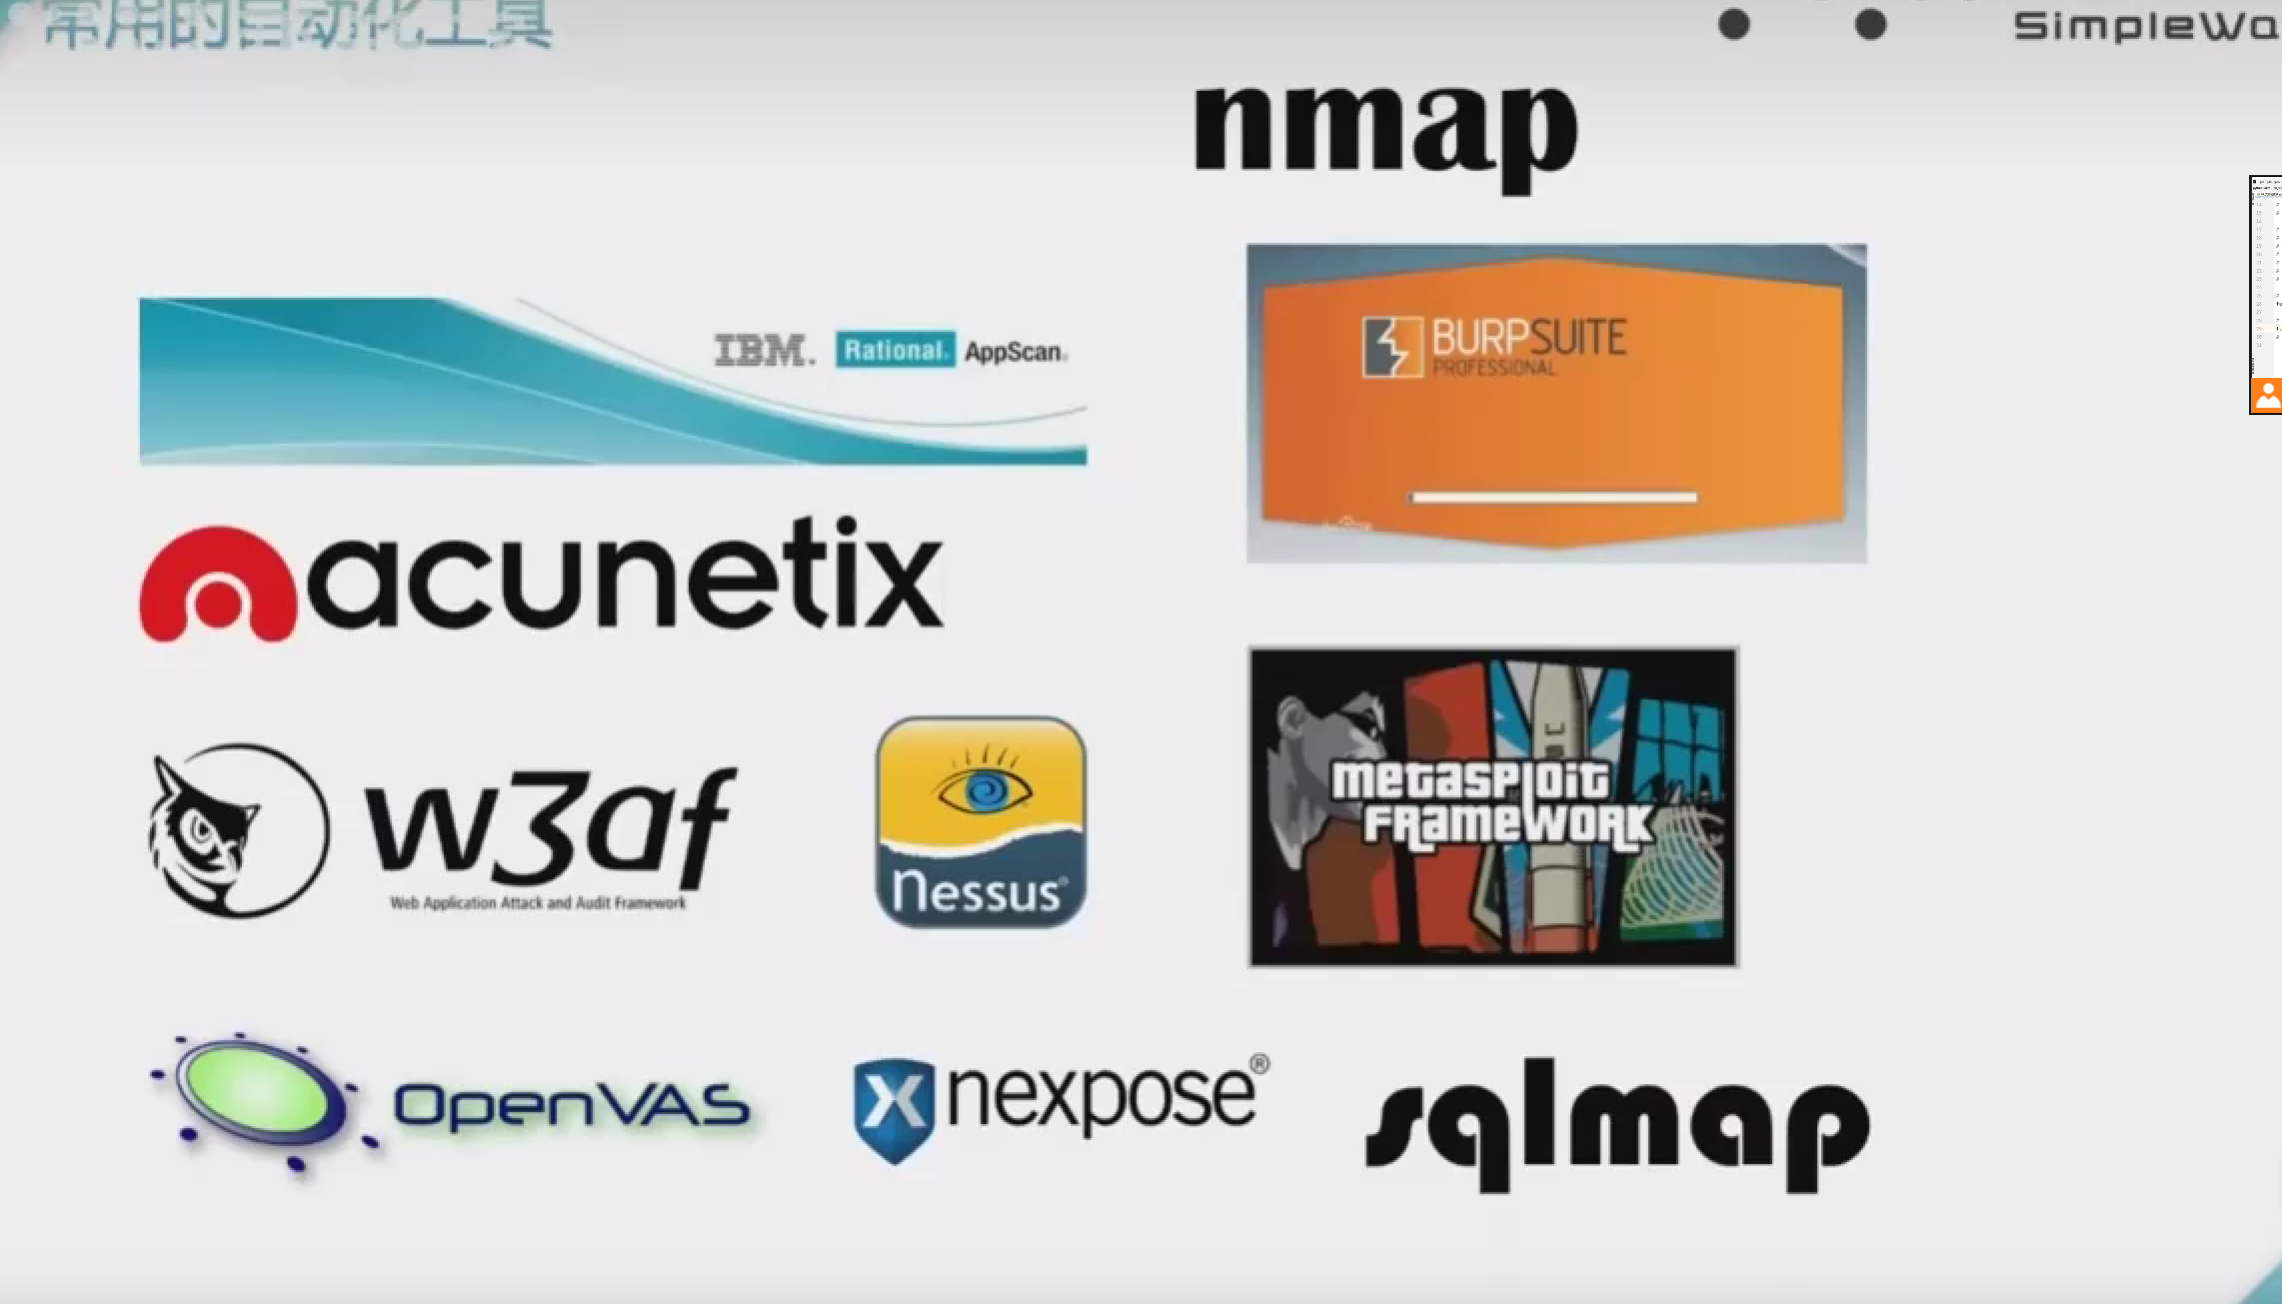 常用的自动化工具
SimpleWa
nmap
IBM. Rational. AppScan.
BURPSUITE
PROFESSIONAL
acunetix
w3af
Web Application Attack and Audit Framework
nessus®
metasploit
framework
OpenVAS
nexpose®
sqlmap